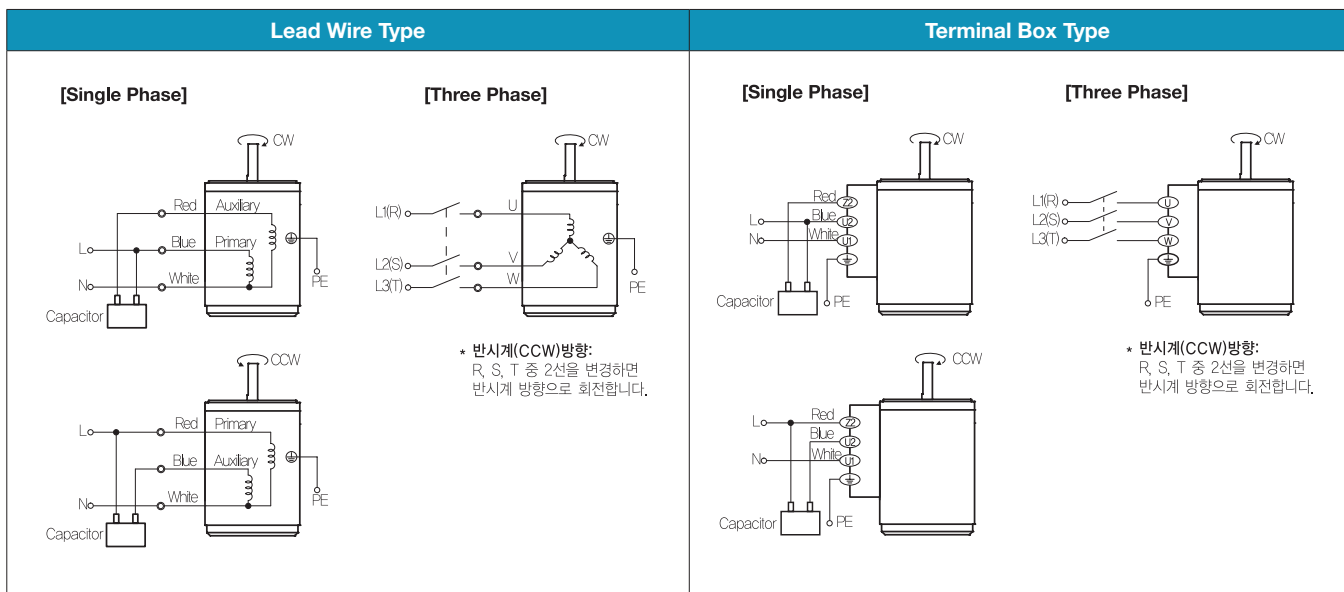 Lead Wire Type
Terminal Box Type
[Single Phase]
[Three Phase]
[Single Phase]
[Three Phase]
CW
Red
Auxiliary
L
Blue
Primary
N
White
PE
Capacitor
CW
L1(R)
U
L2(S)
V
L3(T)
W
PE
* 반시계(CCW)방향:
R, S, T 중 2선을 변경하면
반시계 방향으로 회전합니다.
CCW
L
Red
Primary
Blue
Auxiliary
N
White
PE
Capacitor
CW
Red
Z2
L
Blue
U2
N
White
U1
Capacitor
PE
CW
L1(R)
U
L2(S)
V
L3(T)
W
PE
* 반시계(CCW)방향:
R, S, T 중 2선을 변경하면
반시계 방향으로 회전합니다.
CCW
L
Red
Z2
Blue
U2
N
White
U1
Capacitor
PE